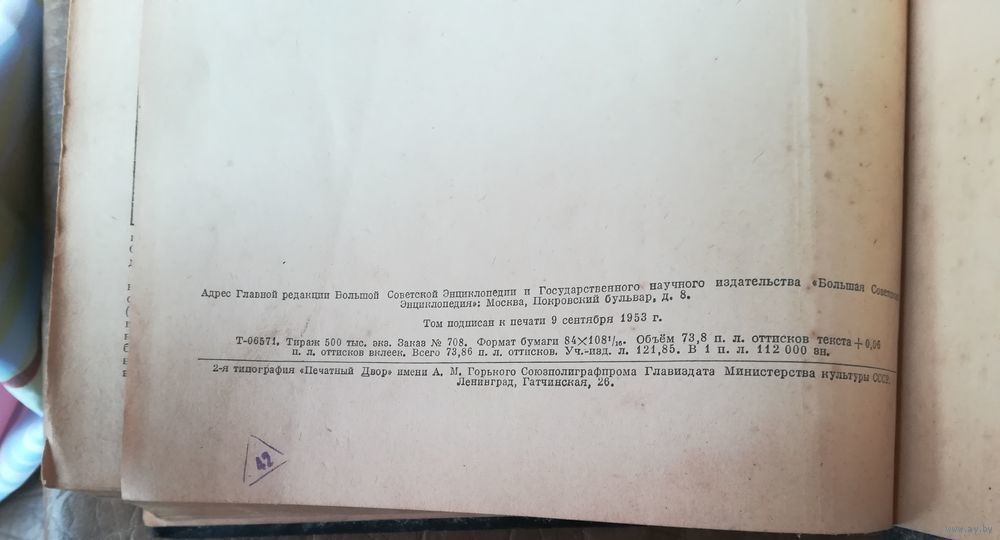 Адрес Главной редакции Большой Советской Энциклопедии и Государственного научного издательства «Большая
Энциклопедия»: Москва, Покровский бульвар, д. 8.
Том подписан к печати 9 сентября 1953 г.
Т-06571. Тираж 500 тыс. экз. Заказ № 708. Формат бумаги 84×108¹/₁₆. Объём 73,8 п. л. оттисков текста + 0,06
п. л. оттисков вклеек. Всего 73,86 п. л. оттисков. Уч.-изд. л. 121,85. В 1 п. л. 112 000 зн.
2-я типография «Печатный Двор» имени А. М. Горького Союзполиграфпрома Главиздата Министерства культуры СССР.
Ленинград, Гатчинская, 26.
42
www.ay.by